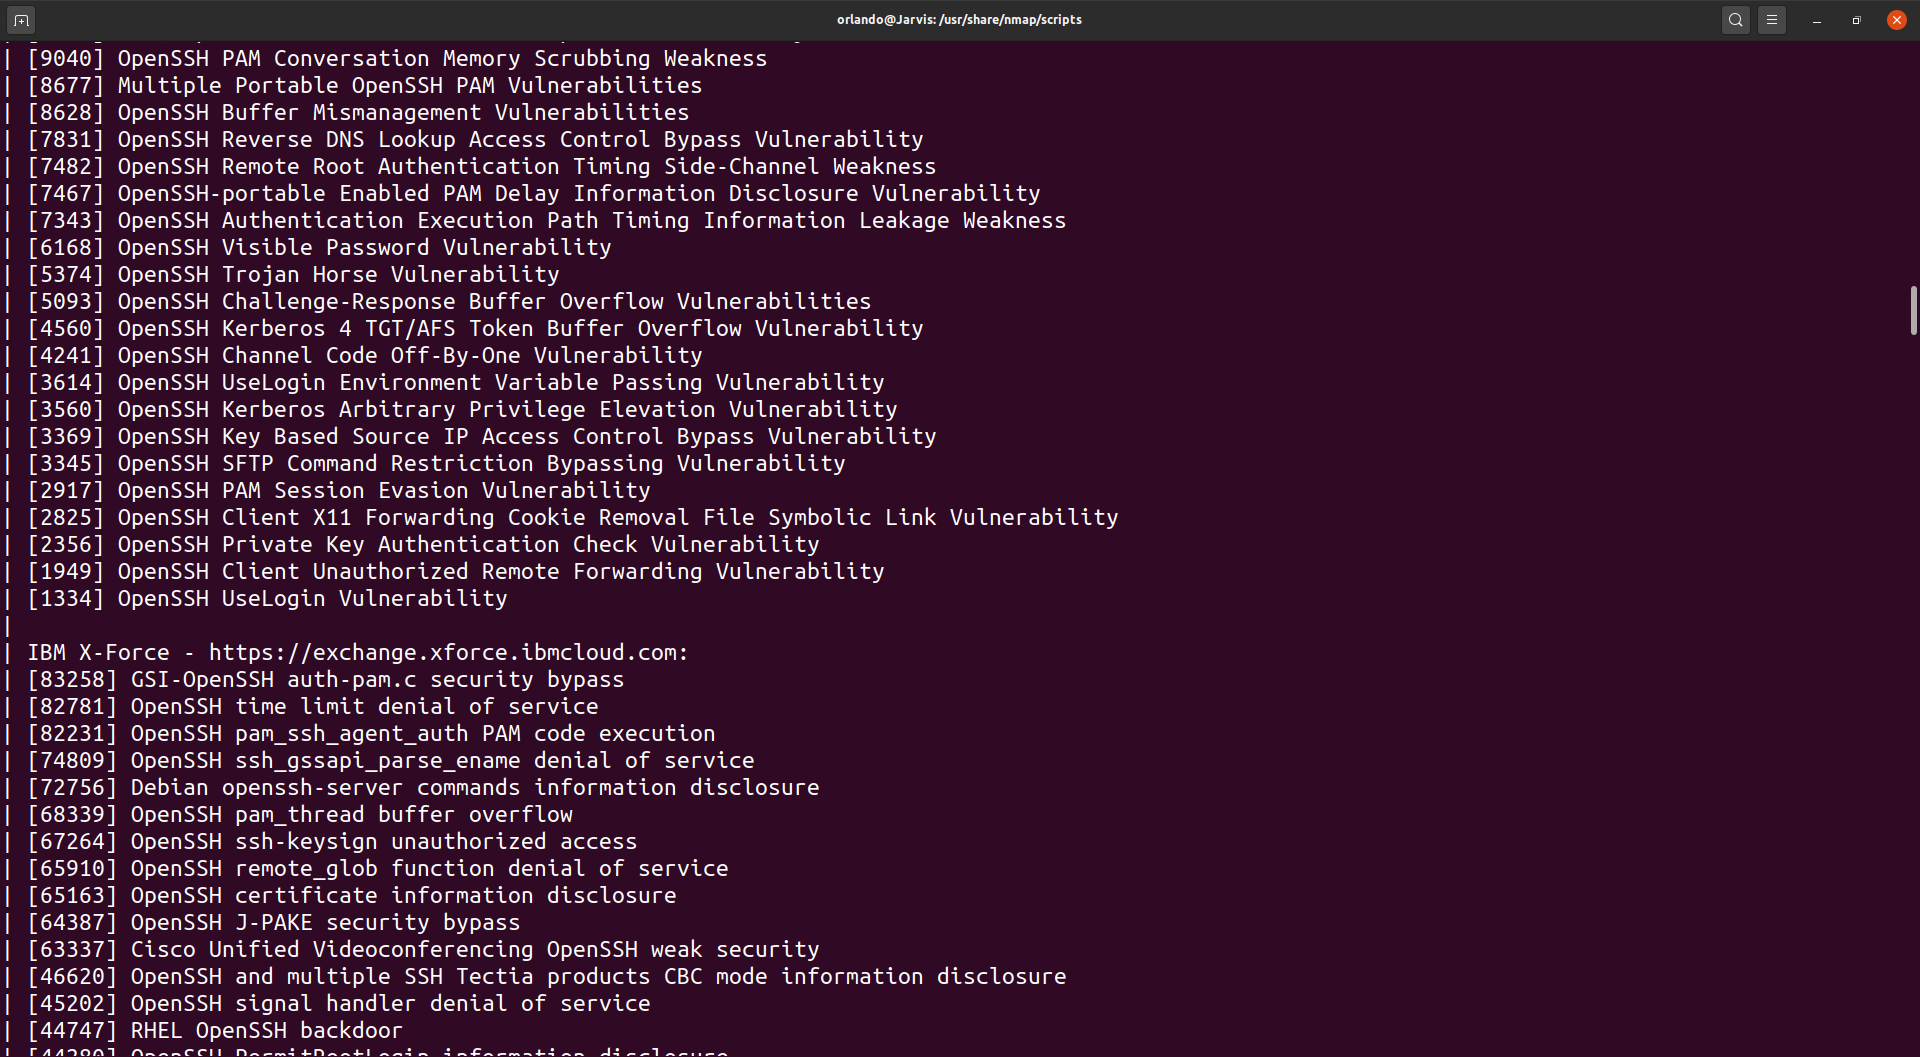 orlando@Jarvis: /usr/share/nmap/scripts
| [9040] OpenSSH PAM Conversation Memory Scrubbing Weakness
| [8677] Multiple Portable OpenSSH PAM Vulnerabilities
| [8628] OpenSSH Buffer Mismanagement Vulnerabilities
| [7831] OpenSSH Reverse DNS Lookup Access Control Bypass Vulnerability
| [7482] OpenSSH Remote Root Authentication Timing Side-Channel Weakness
| [7467] OpenSSH-portable Enabled PAM Delay Information Disclosure Vulnerability
| [7343] OpenSSH Authentication Execution Path Timing Information Leakage Weakness
| [6168] OpenSSH Visible Password Vulnerability
| [5374] OpenSSH Trojan Horse Vulnerability
| [5093] OpenSSH Challenge-Response Buffer Overflow Vulnerabilities
| [4560] OpenSSH Kerberos 4 TGT/AFS Token Buffer Overflow Vulnerability
| [4241] OpenSSH Channel Code Off-By-One Vulnerability
| [3614] OpenSSH UseLogin Environment Variable Passing Vulnerability
| [3560] OpenSSH Kerberos Arbitrary Privilege Elevation Vulnerability
| [3369] OpenSSH Key Based Source IP Access Control Bypass Vulnerability
| [3345] OpenSSH SFTP Command Restriction Bypassing Vulnerability
| [2917] OpenSSH PAM Session Evasion Vulnerability
| [2825] OpenSSH Client X11 Forwarding Cookie Removal File Symbolic Link Vulnerability
| [2356] OpenSSH Private Key Authentication Check Vulnerability
| [1949] OpenSSH Client Unauthorized Remote Forwarding Vulnerability
| [1334] OpenSSH UseLogin Vulnerability
|
| IBM X-Force - https://exchange.xforce.ibmcloud.com:
| [83258] GSI-OpenSSH auth-pam.c security bypass
| [82781] OpenSSH time limit denial of service
| [82231] OpenSSH pam_ssh_agent_auth PAM code execution
| [74809] OpenSSH ssh_gssapi_parse_ename denial of service
| [72756] Debian openssh-server commands information disclosure
| [68339] OpenSSH pam_thread buffer overflow
| [67264] OpenSSH ssh-keysign unauthorized access
| [65910] OpenSSH remote_glob function denial of service
| [65163] OpenSSH certificate information disclosure
| [64387] OpenSSH J-PAKE security bypass
| [63337] Cisco Unified Videoconferencing OpenSSH weak security
| [46620] OpenSSH and multiple SSH Tectia products CBC mode information disclosure
| [45202] OpenSSH signal handler denial of service
| [44747] RHEL OpenSSH backdoor
| [44280] OpenSSH PermitRootLogin information disclosure